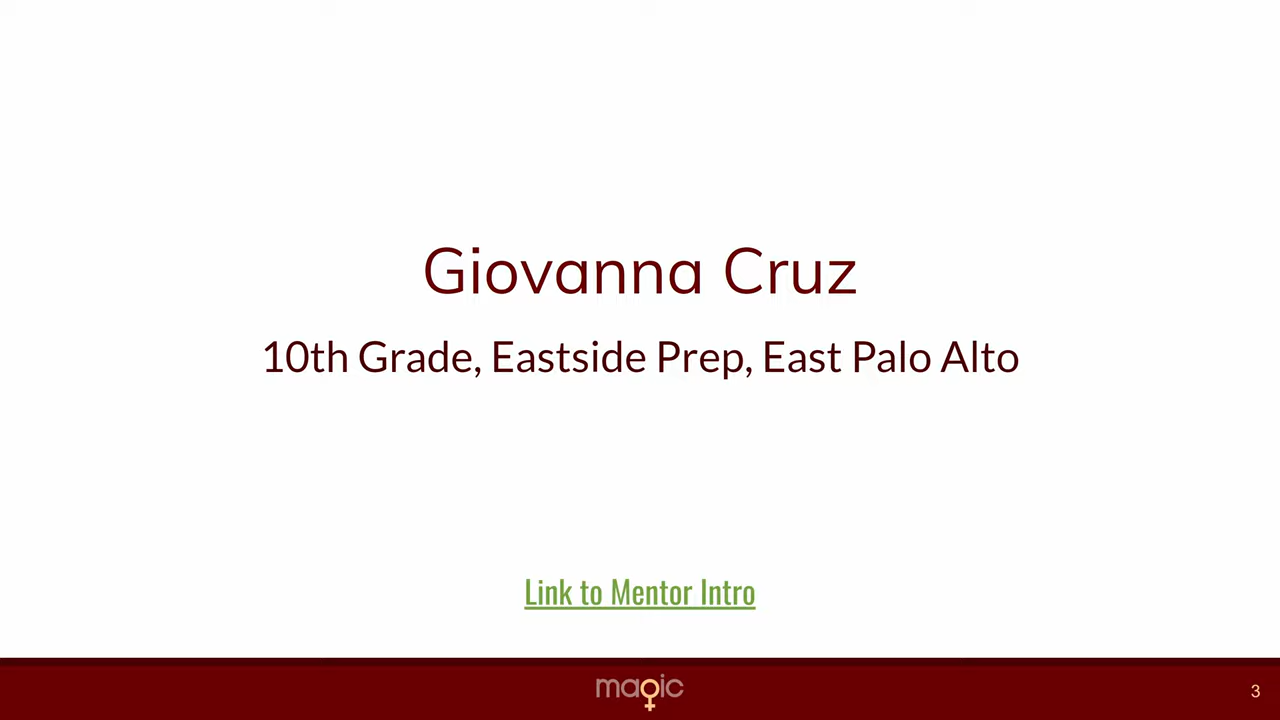 Giovanna Cruz
10th Grade, Eastside Prep, East Palo Alto
Link to Mentor Intro
magic
3